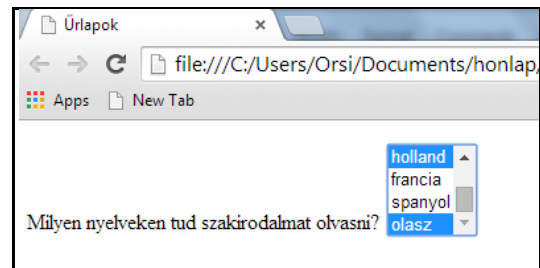 Űrlapok
file:///C:/Users/Orsi/Documents/honlap/
Apps New Tab
holland
francia
spanyol
Milyen nyelveken tud szakirodalmat olvasni? olasz